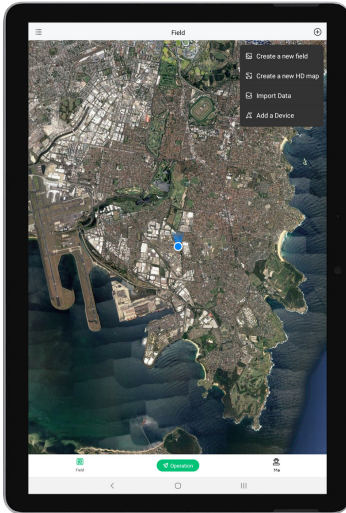 Field
Create a new field
Create a new HD map
Import Data
Add a Device
Field
Operation
Me